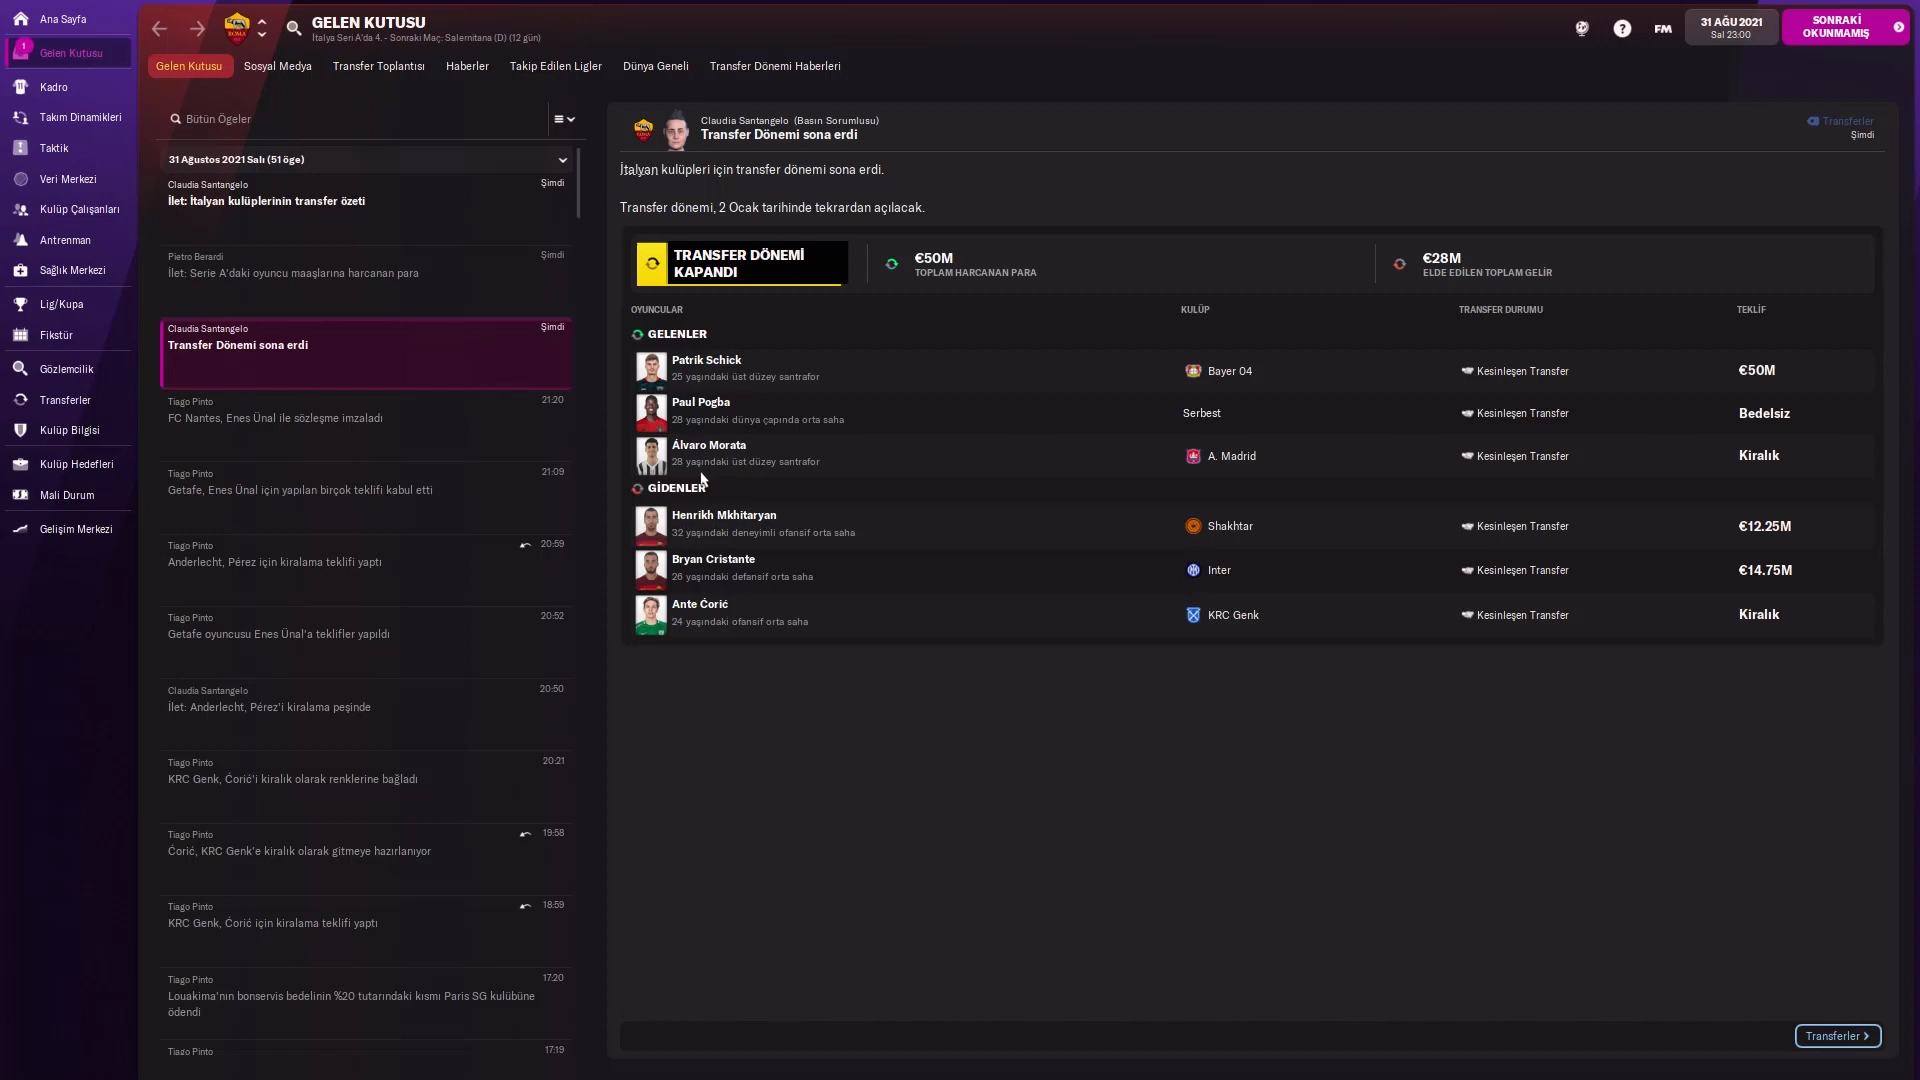 Ana Sayfa
1
Gelen Kutusu
Kadro
Takım Dinamikleri
Taktik
Veri Merkezi
Kulüp Çalışanları
Antrenman
Sağlık Merkezi
Lig/Kupa
Fikstür
Gözlemcilik
Transferler
Kulüp Bilgisi
Kulüp Hedefleri
Mali Durum
Gelişim Merkezi
ROMA
GELEN KUTUSU
İtalya Seri A'da 4. - Sonraki Maç: Salernitana (D) (12 gün)
?
FM
31 AĞU 2021
Sal 23:00
SONRAKİ
OKUNMAMIŞ
Gelen Kutusu Sosyal Medya Transfer Toplantısı Haberler Takip Edilen Ligler Dünya Geneli Transfer Dönemi Haberleri
Bütün Ögeler
31 Ağustos 2021 Salı (51 öge)
Claudia Santangelo Şimdi
İlet: İtalyan kulüplerinin transfer özeti
Pietro Berardi Şimdi
İlet: Serie A'daki oyuncu maaşlarına harcanan para
Claudia Santangelo Şimdi
Transfer Dönemi sona erdi
Tiago Pinto 21:20
FC Nantes, Enes Ünal ile sözleşme imzaladı
Tiago Pinto 21:09
Getafe, Enes Ünal için yapılan birçok teklifi kabul etti
Tiago Pinto 20:59
Anderlecht, Pérez için kiralama teklifi yaptı
Tiago Pinto 20:52
Getafe oyuncusu Enes Ünal'a teklifler yapıldı
Claudia Santangelo 20:50
İlet: Anderlecht, Pérez'i kiralama peşinde
Tiago Pinto 20:21
KRC Genk, Ćorić'i kiralık olarak renklerine bağladı
Tiago Pinto 19:58
Ćorić, KRC Genk'e kiralık olarak gitmeye hazırlanıyor
Tiago Pinto 18:59
KRC Genk, Ćorić için kiralama teklifi yaptı
Tiago Pinto 17:20
Louakima'nın bonservis bedelinin %20 tutarındaki kısmı Paris SG kulübüne
ödendi
Tiago Pinto 17:19
Claudia Santangelo (Basın Sorumlusu)
Transfer Dönemi sona erdi
Transferler
Şimdi
İtalyan kulüpleri için transfer dönemi sona erdi.
Transfer dönemi, 2 Ocak tarihinde tekrardan açılacak.
TRANSFER DÖNEMİ
KAPANDI
€50M
TOPLAM HARCANAN PARA
€28M
ELDE EDİLEN TOPLAM GELİR
OYUNCULAR KULÜP TRANSFER DURUMU TEKLİF
GELENLER
Patrik Schick
25 yaşındaki üst düzey santrafor
Bayer 04 Kesinleşen Transfer €50M
Paul Pogba
28 yaşındaki dünya çapında orta saha
Serbest Kesinleşen Transfer Bedelsiz
Álvaro Morata
28 yaşındaki üst düzey santrafor
A. Madrid Kesinleşen Transfer Kiralık
GİDENLER
Henrikh Mkhitaryan
32 yaşındaki deneyimli ofansif orta saha
Shakhtar Kesinleşen Transfer €12.25M
Bryan Cristante
26 yaşındaki defansif orta saha
Inter Kesinleşen Transfer €14.75M
Ante Ćorić
24 yaşındaki ofansif orta saha
KRC Genk Kesinleşen Transfer Kiralık
Transferler